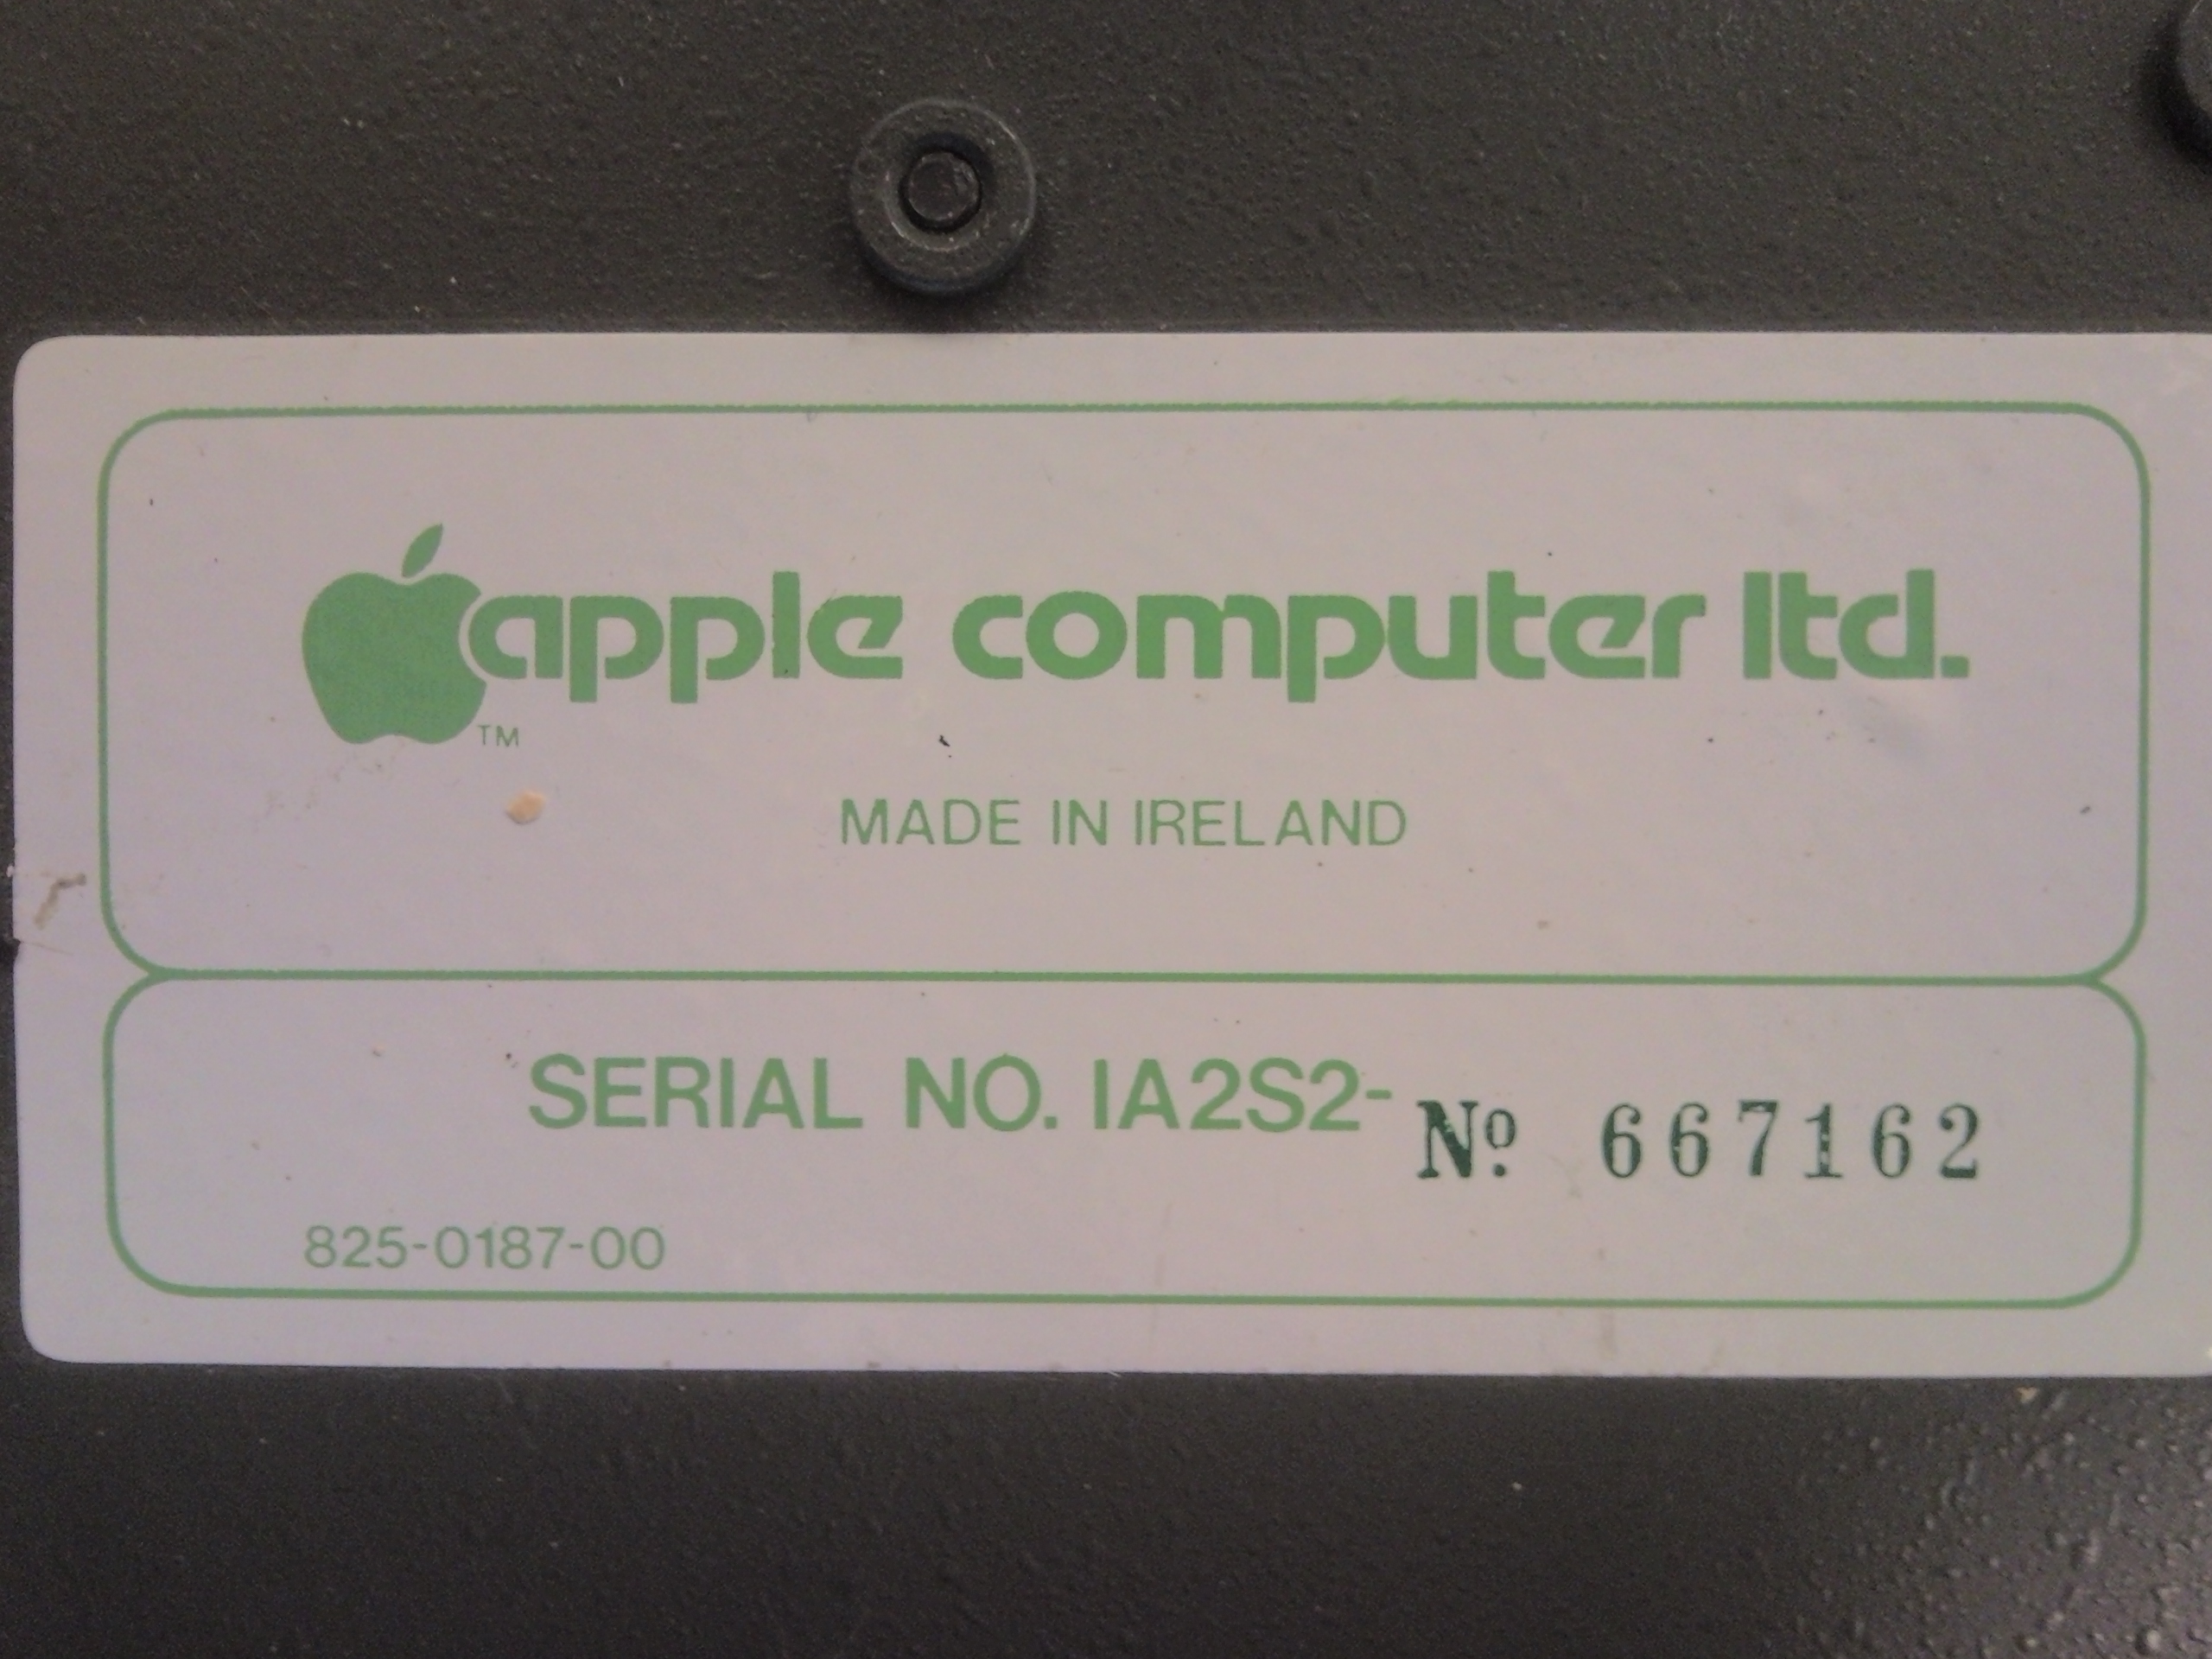 apple computer ltd.
TM
MADE IN IRELAND
SERIAL NO. IA2S2- Nº 667162
825-0187-00